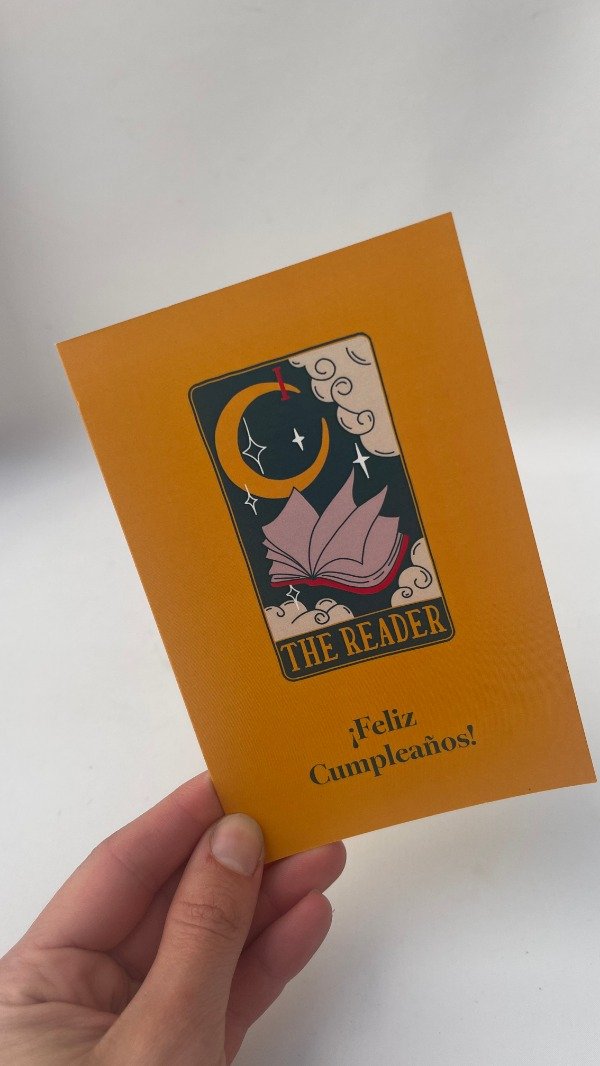 I
THE READER
¡Feliz
Cumpleaños!